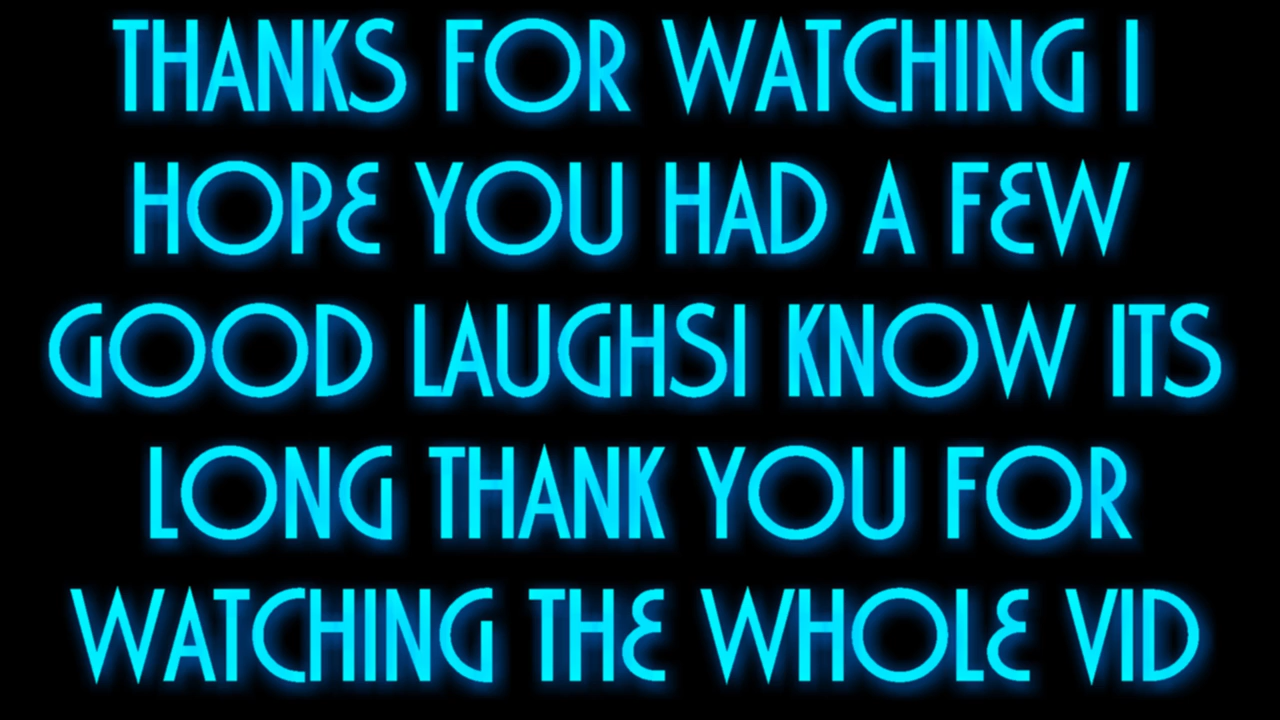 THANKS FOR WATCHING I
HOPE YOU HAD A FEW
GOOD LAUGHSI KNOW ITS
LONG THANK YOU FOR
WATCHING THE WHOLE VID